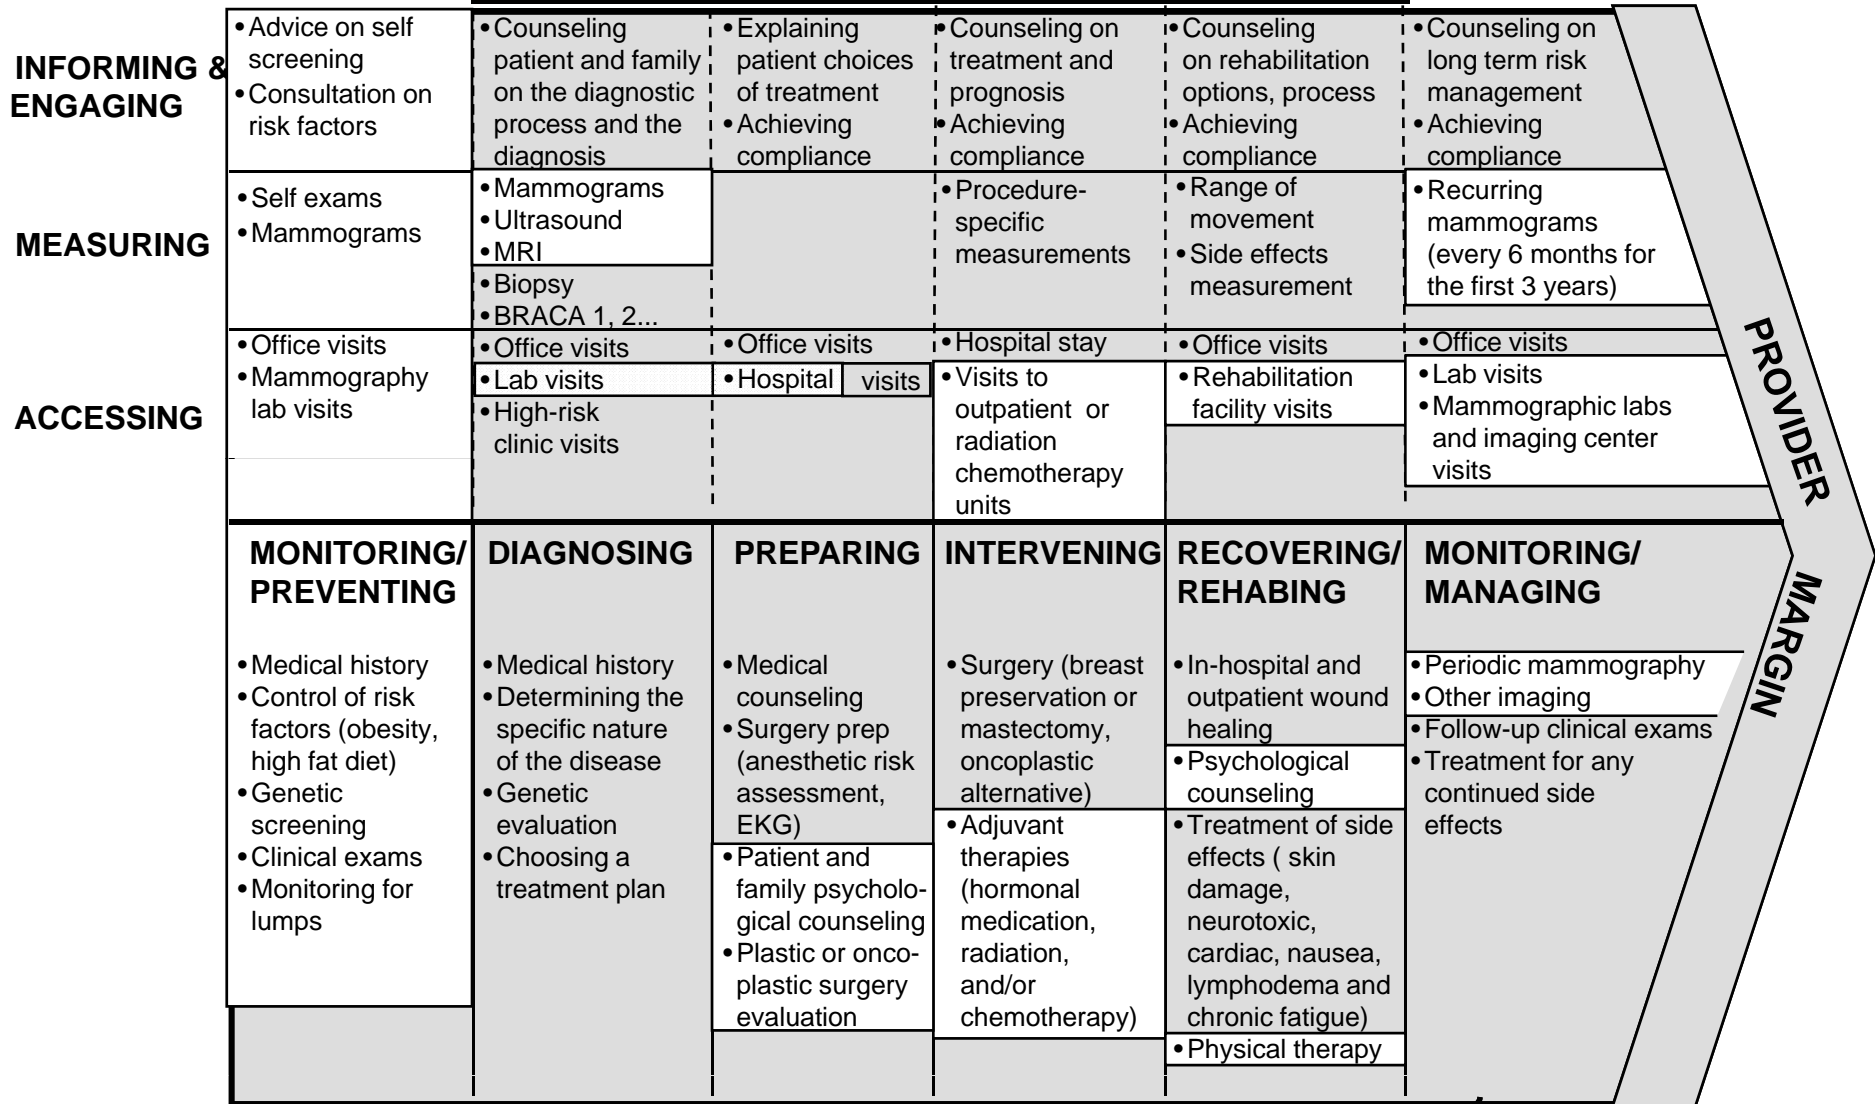 INFORMING &
ENGAGING
•Advice on self
screening
•Consultation on
risk factors
•Counseling
patient and family
on the diagnostic
process and the
diagnosis
•Explaining
patient choices
of treatment
•Achieving
compliance
•Counseling on
treatment and
prognosis
•Achieving
compliance
•Counseling
on rehabilitation
options, process
•Achieving
compliance
•Counseling on
long term risk
management
•Achieving
compliance
MEASURING
•Self exams
•Mammograms
•Mammograms
•Ultrasound
•MRI
•Biopsy
•BRACA 1, 2...
•Procedure-
specific
measurements
•Range of
movement
•Side effects
measurement
•Recurring
mammograms
(every 6 months for
the first 3 years)
ACCESSING
•Office visits
•Mammography
lab visits
•Office visits
•Lab visits
•High-risk
clinic visits
•Office visits
•Hospital visits
•Hospital stay
•Visits to
outpatient or
radiation
chemotherapy
units
•Office visits
•Rehabilitation
facility visits
•Office visits
•Lab visits
•Mammographic labs
and imaging center
visits
MONITORING/
PREVENTING
DIAGNOSING
PREPARING
INTERVENING
RECOVERING/
REHABING
MONITORING/
MANAGING
•Medical history
•Control of risk
factors (obesity,
high fat diet)
•Genetic
screening
•Clinical exams
•Monitoring for
lumps
•Medical history
•Determining the
specific nature
of the disease
•Genetic
evaluation
•Choosing a
treatment plan
•Medical
counseling
•Surgery prep
(anesthetic risk
assessment,
EKG)
•Patient and
family psycholo-
gical counseling
•Plastic or onco-
plastic surgery
evaluation
•Surgery (breast
preservation or
mastectomy,
oncoplastic
alternative)
•Adjuvant
therapies
(hormonal
medication,
radiation,
and/or
chemotherapy)
•In-hospital and
outpatient wound
healing
•Psychological
counseling
•Treatment of side
effects ( skin
damage,
neurotoxic,
cardiac, nausea,
lymphodema and
chronic fatigue)
•Physical therapy
•Periodic mammography
•Other imaging
•Follow-up clinical exams
•Treatment for any
continued side
effects
PROVIDER
MARGIN